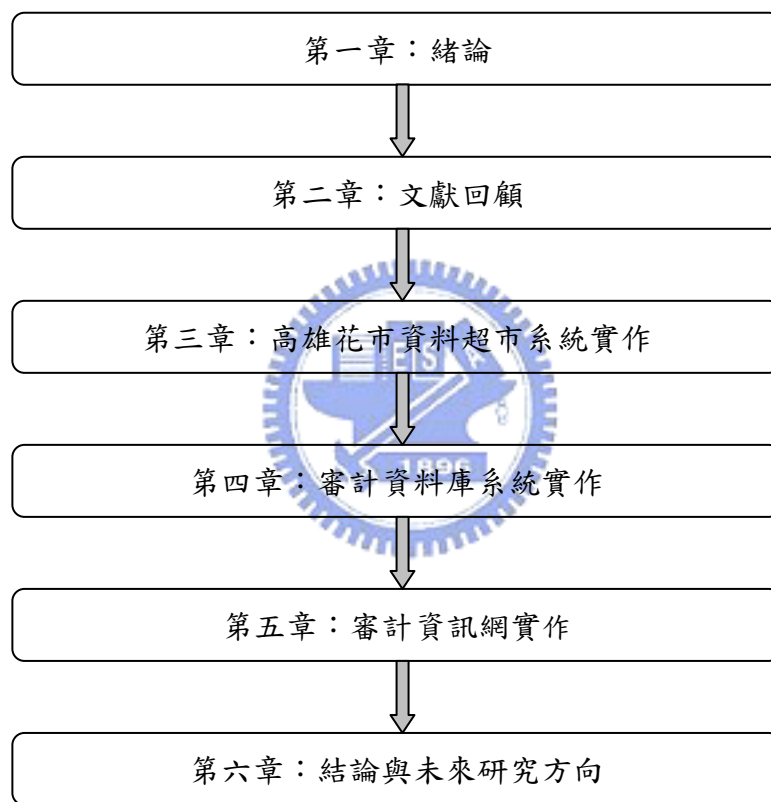 第一章：緒論
第二章：文獻回顧
第三章：高雄花市資料超市系統實作
ES
1896
第四章：審計資料庫系統實作
第五章：審計資訊網實作
第六章：結論與未來研究方向